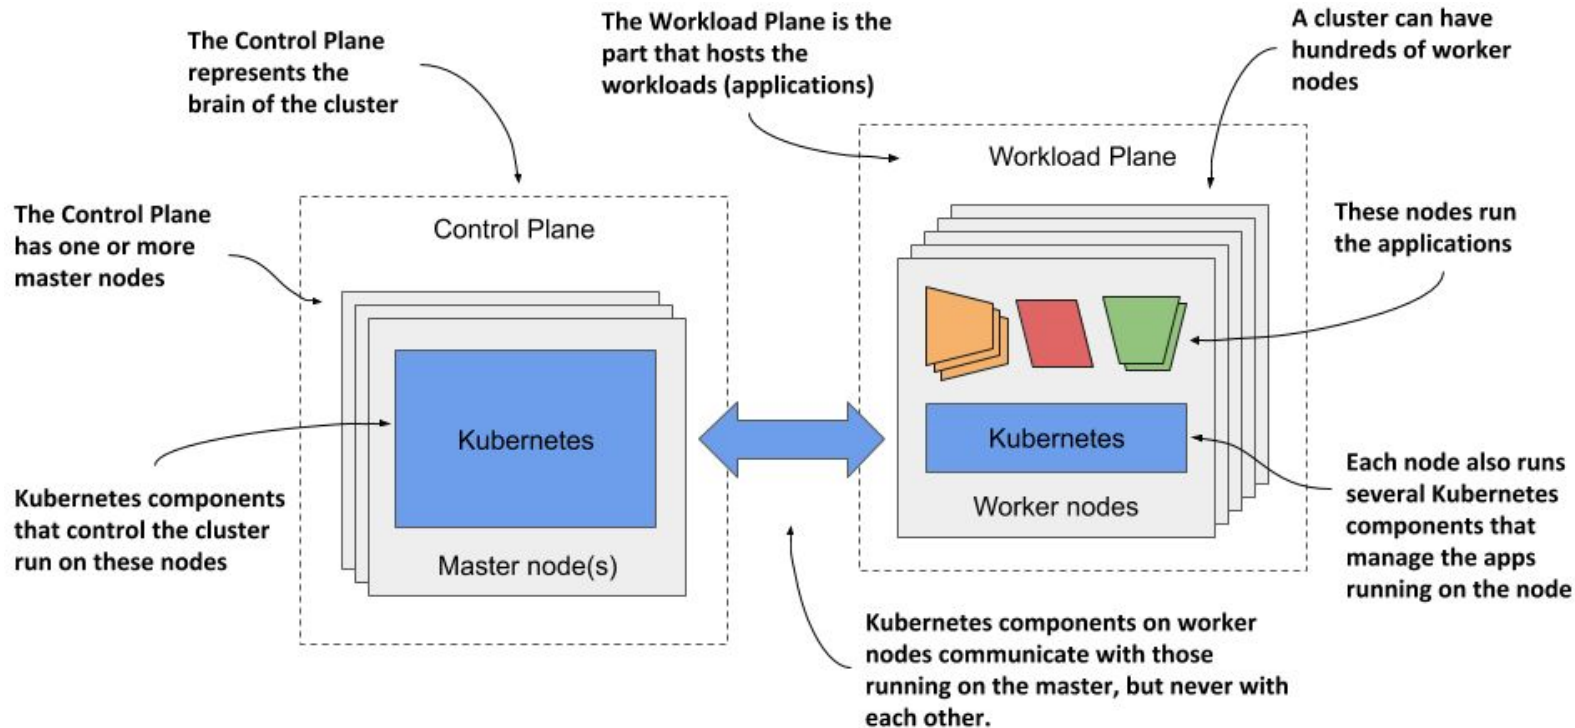 The Control Plane
represents the
brain of the cluster
The Workload Plane is the
part that hosts the
workloads (applications)
A cluster can have
hundreds of worker
nodes
The Control Plane
has one or more
master nodes
Control Plane
Workload Plane
These nodes run
the applications
Kubernetes
Master node(s)
Kubernetes
Worker nodes
Kubernetes components
that control the cluster
run on these nodes
Each node also runs
several Kubernetes
components that
manage the apps
running on the node
Kubernetes components on worker
nodes communicate with those
running on the master, but never with
each other.